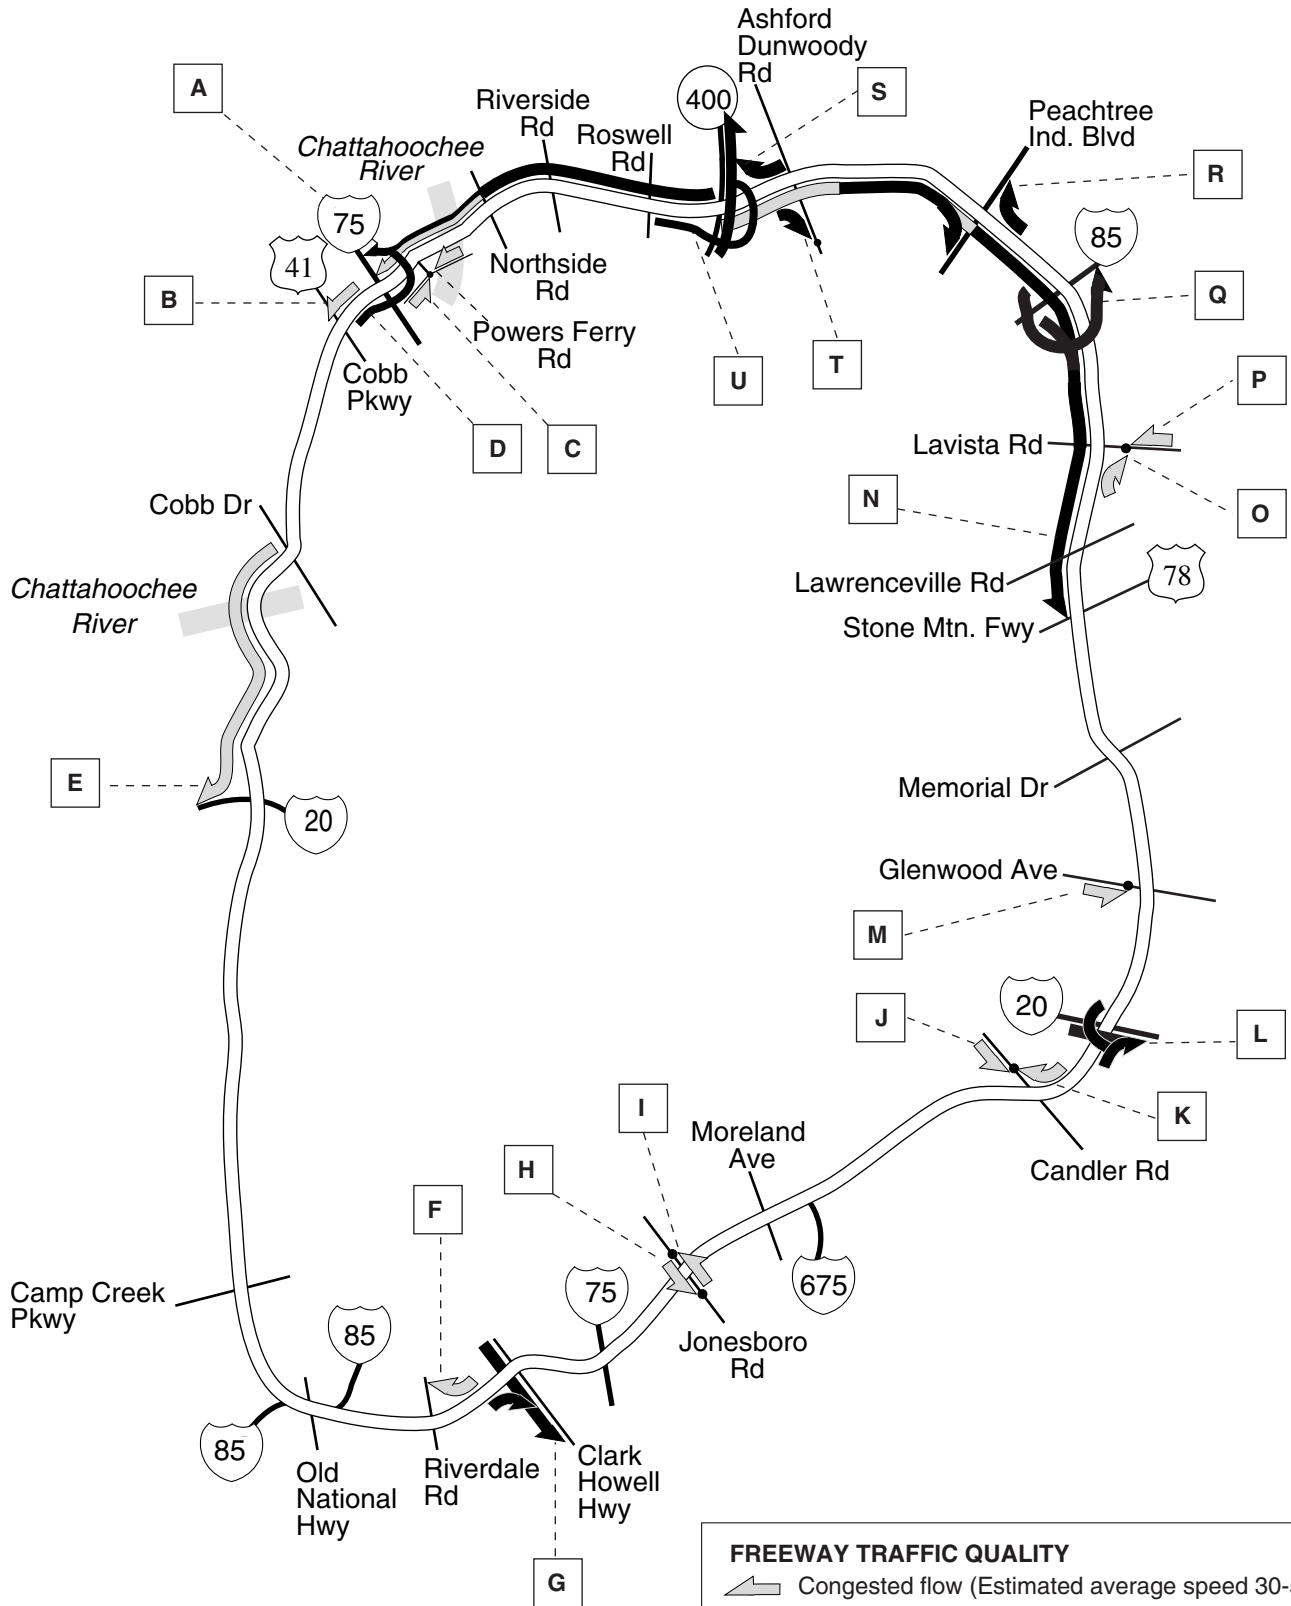 Ashford
Dunwoody
Rd
A
S
400
Riverside
Rd
Peachtree
Ind. Blvd
Roswell
Rd
Chattahoochee
River
R
75
85
41
Northside
Rd
B
Q
Powers Ferry
Rd
Cobb
Pkwy
U
T
P
D
C
Lavista Rd
Cobb Dr
N
O
Chattahoochee
River
Lawrenceville Rd
78
Stone Mtn. Fwy
E
Memorial Dr
20
Glenwood Ave
M
20
J
L
I
K
Moreland
Ave
H
Candler Rd
F
Camp Creek
Pkwy
75
675
85
Jonesboro
Rd
85
Old
National
Hwy
Riverdale
Rd
Clark
Howell
Hwy
G
FREEWAY TRAFFIC QUALITY
Congested flow (Estimated average speed 30-